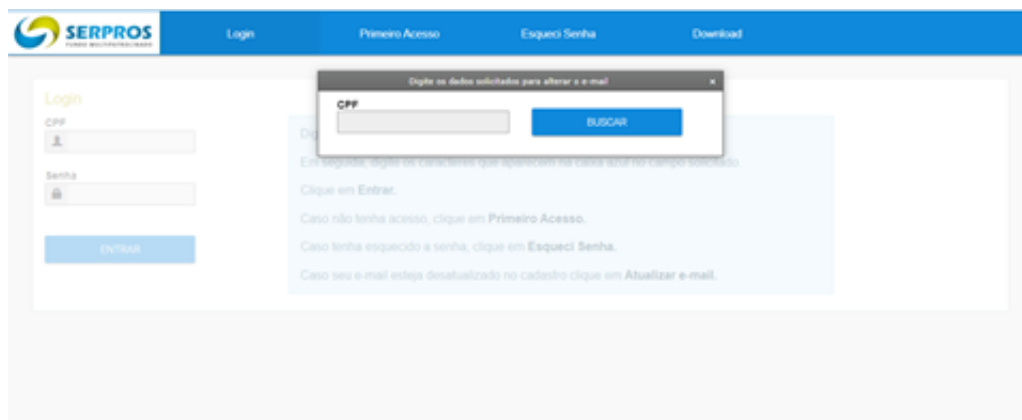 SERPROS
FUNDO MULTIPATROCINADO
Login
Primeiro Acesso
Esqueci Senha
Download
Digite os dados solicitados para alterar o e-mail
×
CPF
BUSCAR
Login
CPF
Senha
ENTRAR
Dig
Em seguida, digite os caracteres que aparecem na caixa azul no campo solicitado.
Clique em Entrar.
Caso não tenha acesso, clique em Primeiro Acesso.
Caso tenha esquecido a senha, clique em Esqueci Senha.
Caso seu e-mail esteja desatualizado no cadastro clique em Atualizar e-mail.